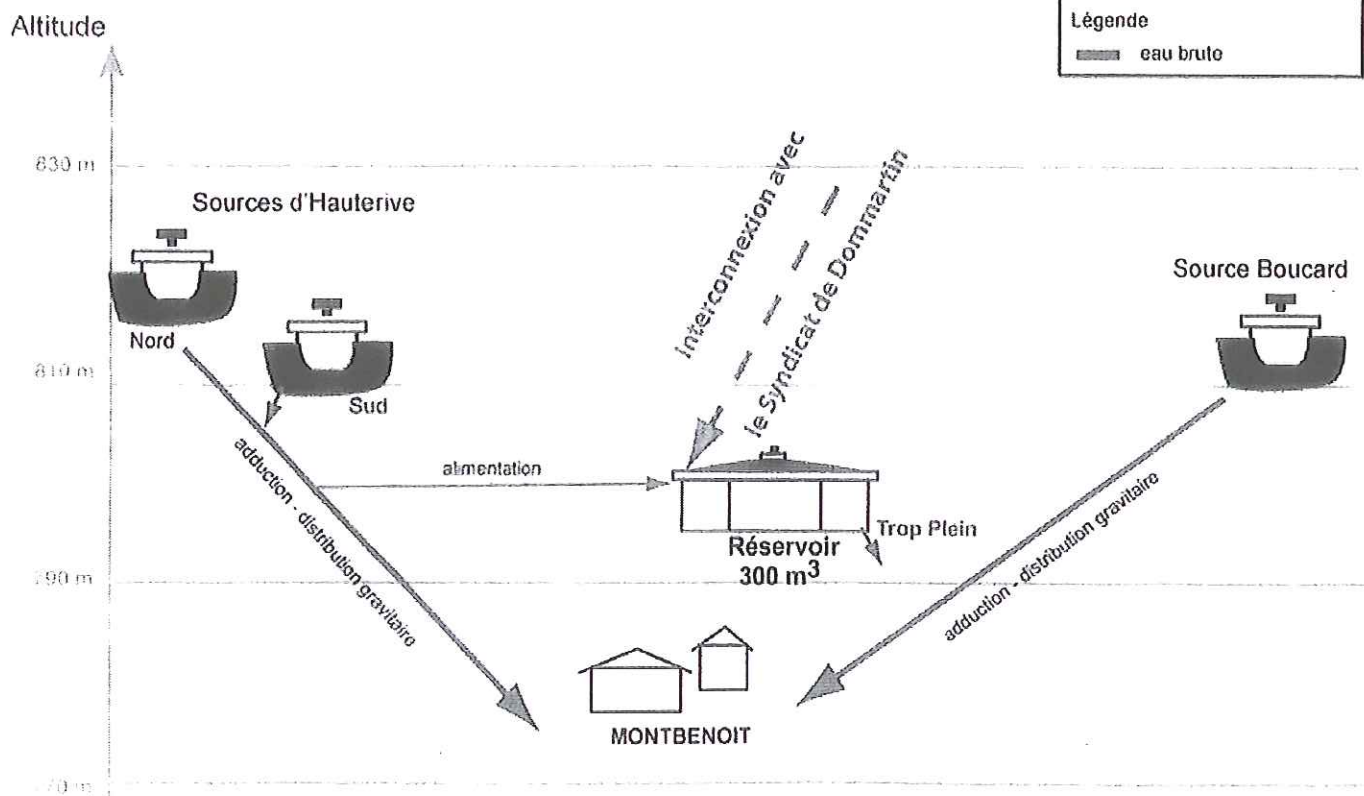 Altitude
Légende
eau brute
830 m
Sources d'Hauterive
Interconnexion avec
le Syndicat de Dommartin
Source Boucard
Nord
810 m
Sud
alimentation
adduction - distribution gravitaire
Trop Plein
Réservoir
300 m³
adduction - distribution gravitaire
790 m
MONTBENOIT
770 m